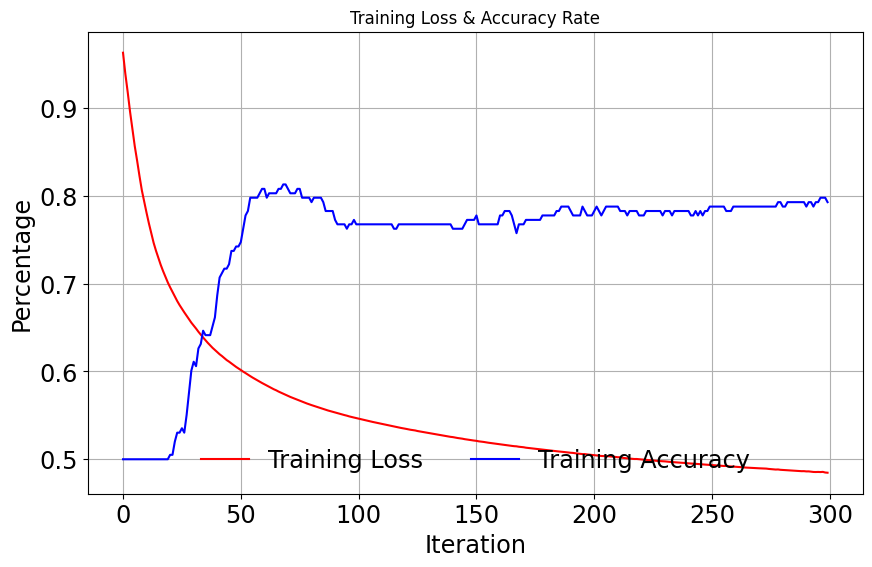 Training Loss & Accuracy Rate
Percentage
0.9
0.8
0.7
0.6
0.5
Training Loss Training Accuracy
0 50 100 150 200 250 300
Iteration